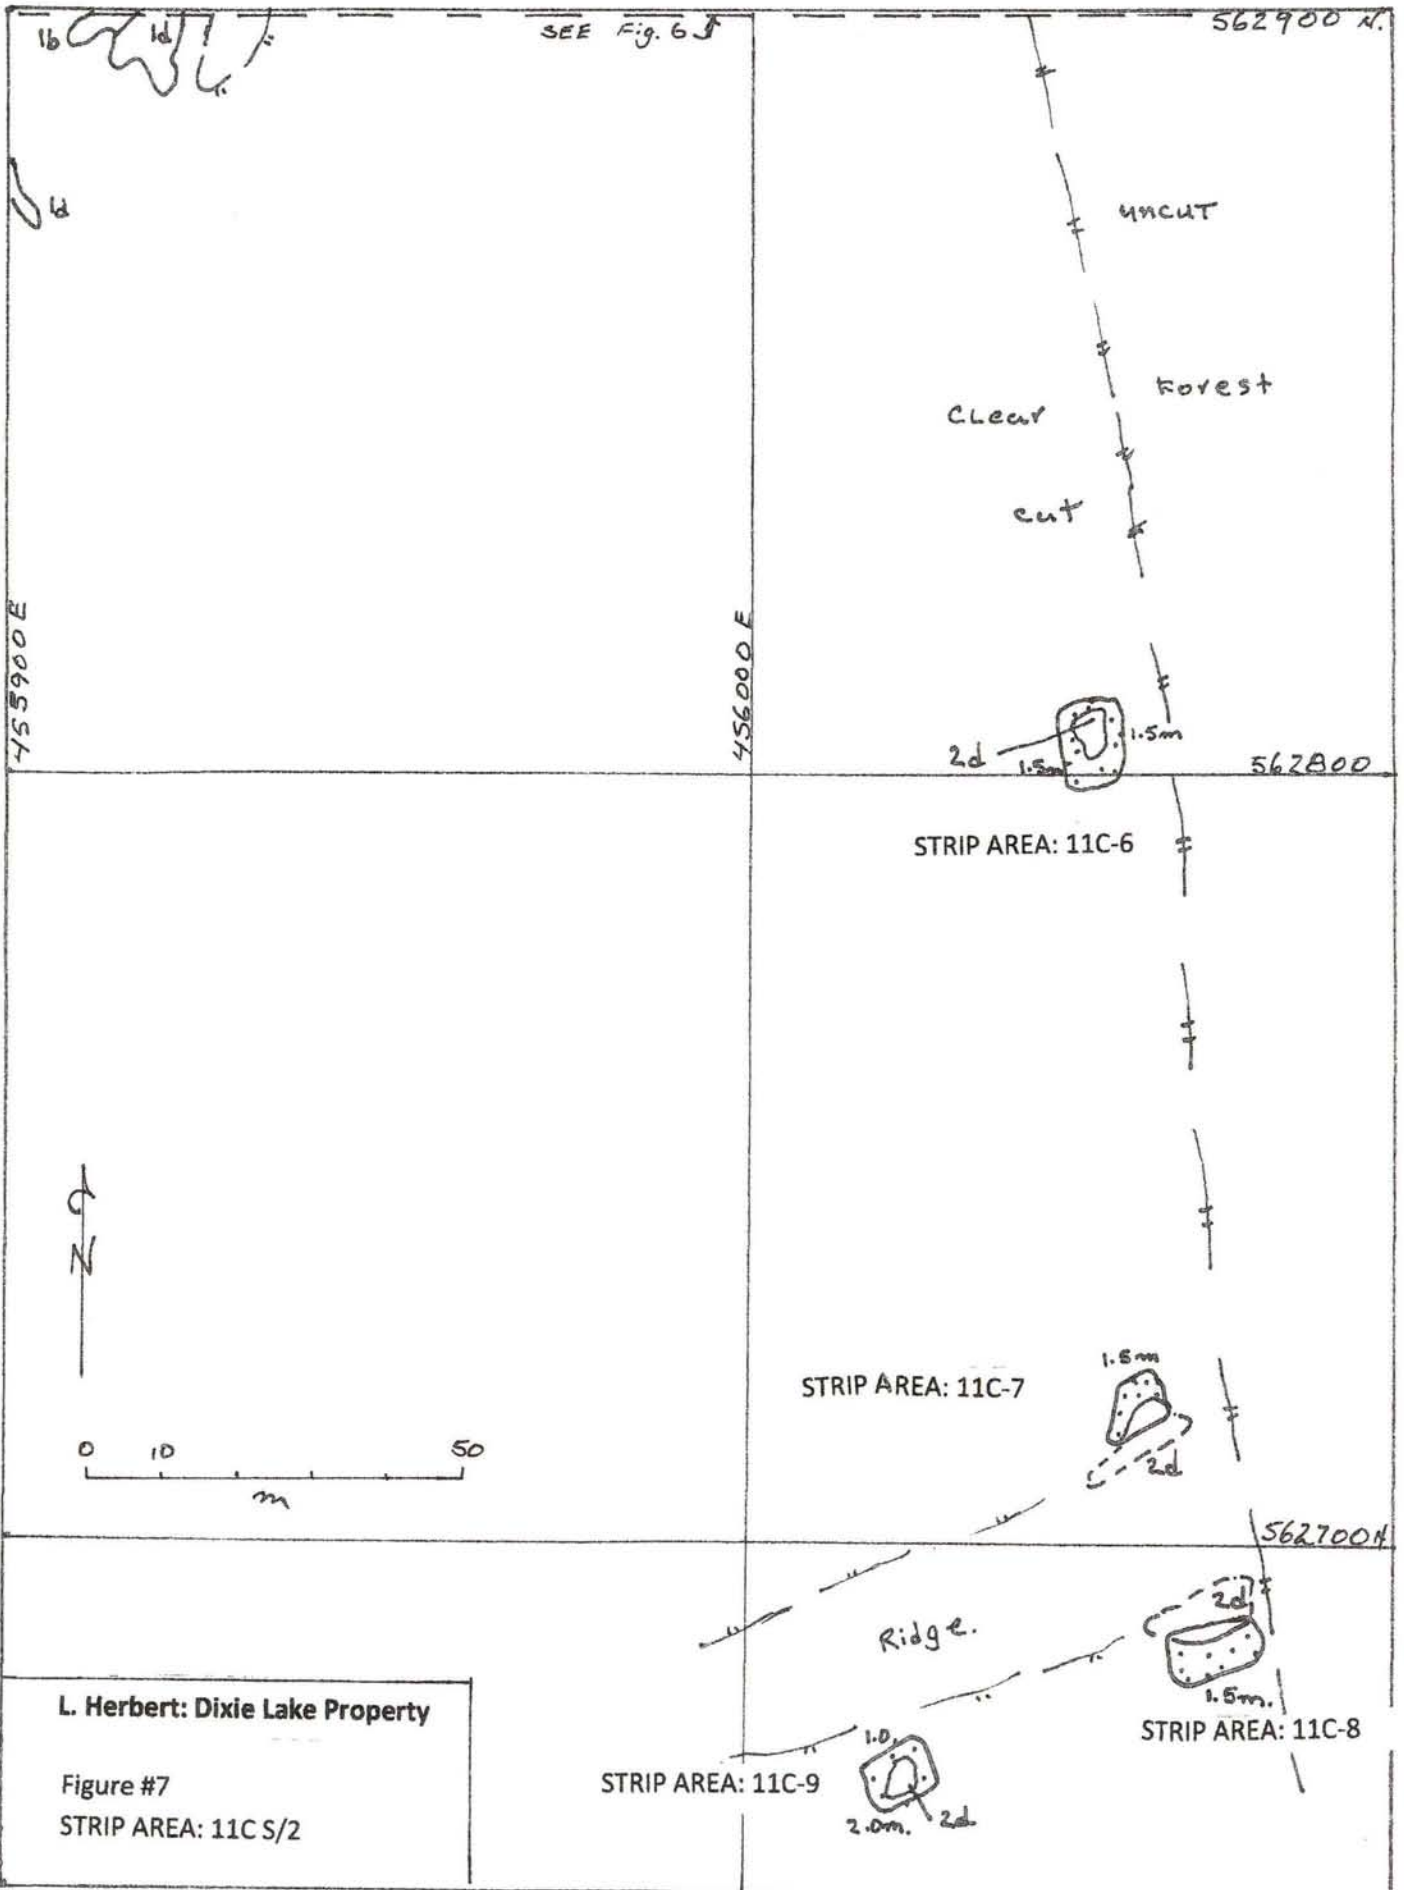 1b
1d
SEE Fig. 6
562900 N.
1d
uncut
Forest
Clear
cut
455900 E
456000 E
2d
1.5m
1.5m
562800
STRIP AREA: 11C-6
N
1.5m
STRIP AREA: 11C-7
2d
0 10 50
m
562700N
2d
Ridge.
1.5m.
STRIP AREA: 11C-8
L. Herbert: Dixie Lake Property
Figure #7
STRIP AREA: 11C S/2
1.0.
STRIP AREA: 11C-9
2.0m.
2d